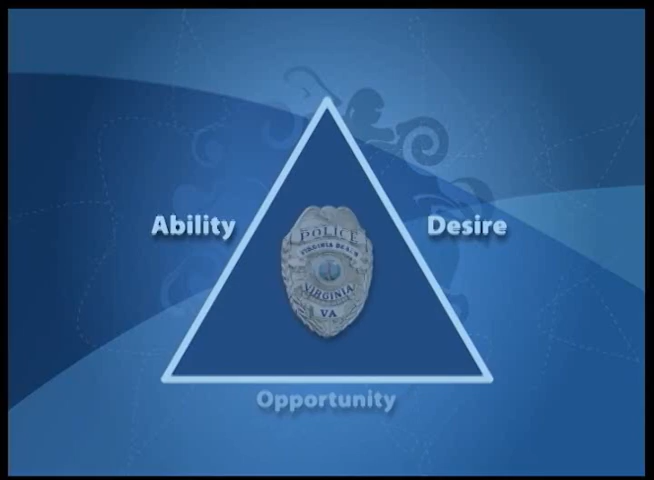 Ability
Desire
POLICE
VIRGINIA BEACH
VIRGINIA
VA
Opportunity